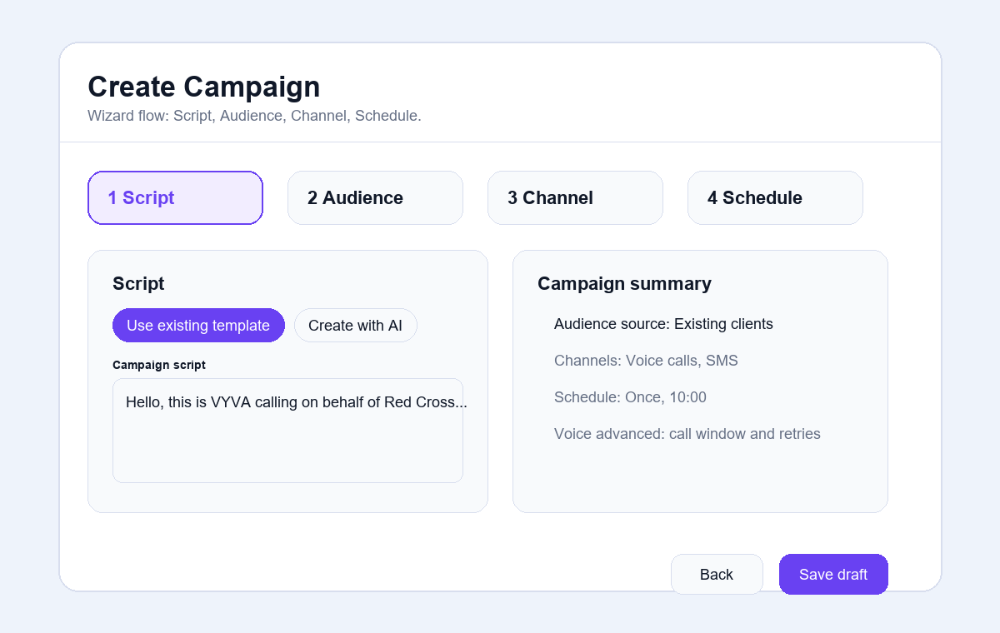 Create Campaign
Wizard flow: Script, Audience, Channel, Schedule.
1 Script
2 Audience
3 Channel
4 Schedule
Script
Use existing template
Create with AI
Campaign script
Hello, this is VYVA calling on behalf of Red Cross...
Campaign summary
Audience source: Existing clients
Channels: Voice calls, SMS
Schedule: Once, 10:00
Voice advanced: call window and retries
Back
Save draft